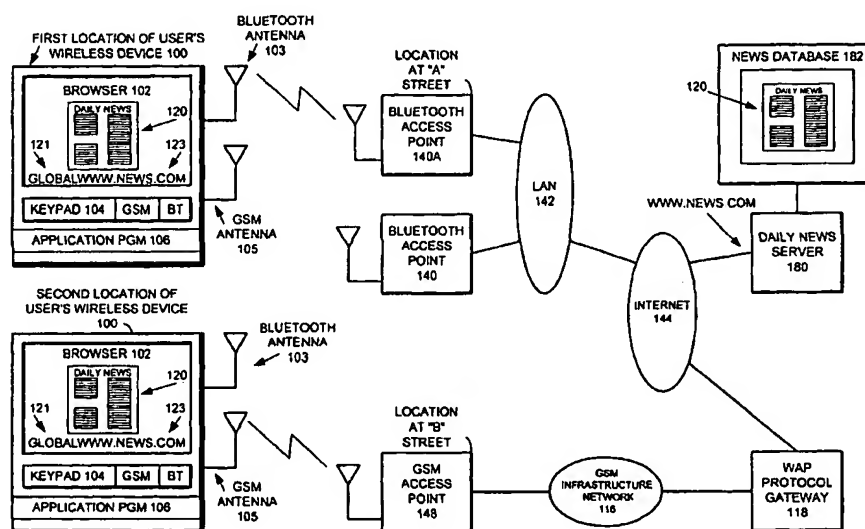 FIRST LOCATION OF USER'S
WIRELESS DEVICE 100
BLUETOOTH
ANTENNA
103
BROWSER 102
DAILY NEWS
120
121
123
GLOBALWWW.NEWS.COM
KEYPAD 104
GSM
BT
APPLICATION PGM 106
GSM
ANTENNA
105
LOCATION
AT "A"
STREET
BLUETOOTH
ACCESS
POINT
140A
BLUETOOTH
ACCESS
POINT
140
LAN
142
INTERNET
144
NEWS DATABASE 182
120
DAILY NEWS
WWW.NEWS.COM
DAILY NEWS
SERVER
180
SECOND LOCATION OF
USER'S WIRELESS DEVICE
100
BLUETOOTH
ANTENNA
103
BROWSER 102
DAILY NEWS
120
121
123
GLOBALWWW.NEWS.COM
KEYPAD 104
GSM
BT
APPLICATION PGM 106
GSM
ANTENNA
105
LOCATION
AT "B"
STREET
GSM
ACCESS
POINT
148
GSM
INFRASTRUCTURE
NETWORK
116
WAP
PROTOCOL
GATEWAY
118